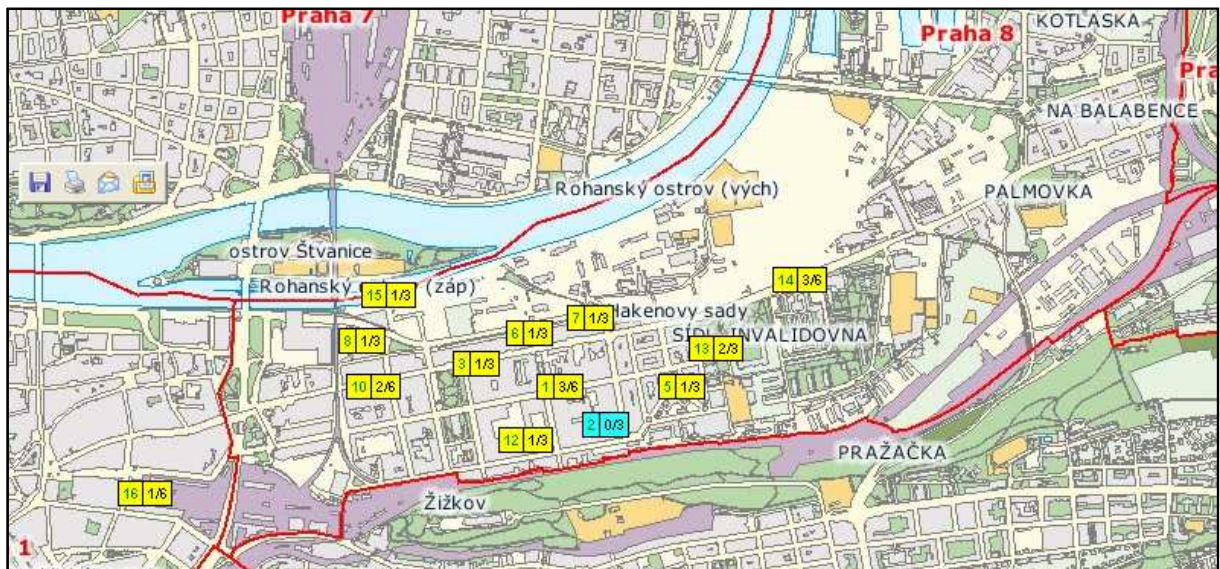 Praha 7
KOTLASKA
Praha 8
Pra
NA BALABENCE
Rohanský ostrov (vých)
PALMOVKA
ostrov Štvanice
14 3/6
Rohanský (záp)
15 1/3
7 1/3
6 1/3
SÍDL. INVALIDOVNA
8 1/3
13 2/3
3 1/3
10 2/6
1 3/6
5 1/3
2 0/3
12 1/3
PRAŽAČKA
16 1/6
Žižkov
1